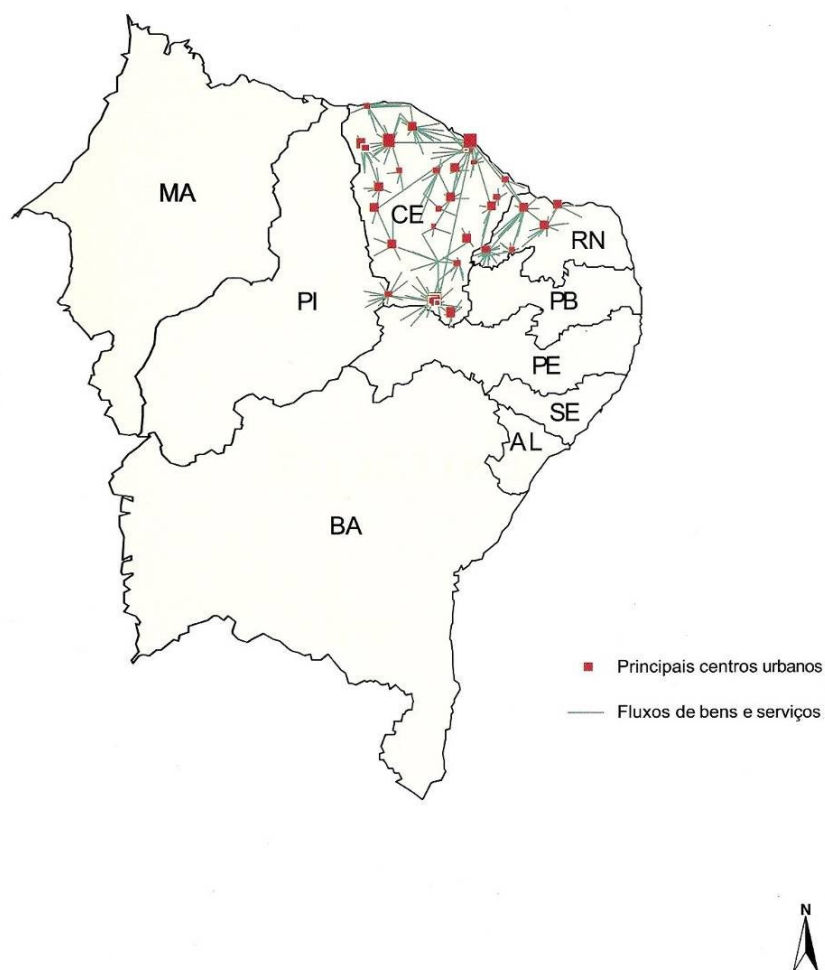 MA
CE
RN
PI
PB
PE
SE
AL
BA
Principais centros urbanos
Fluxos de bens e serviços
N